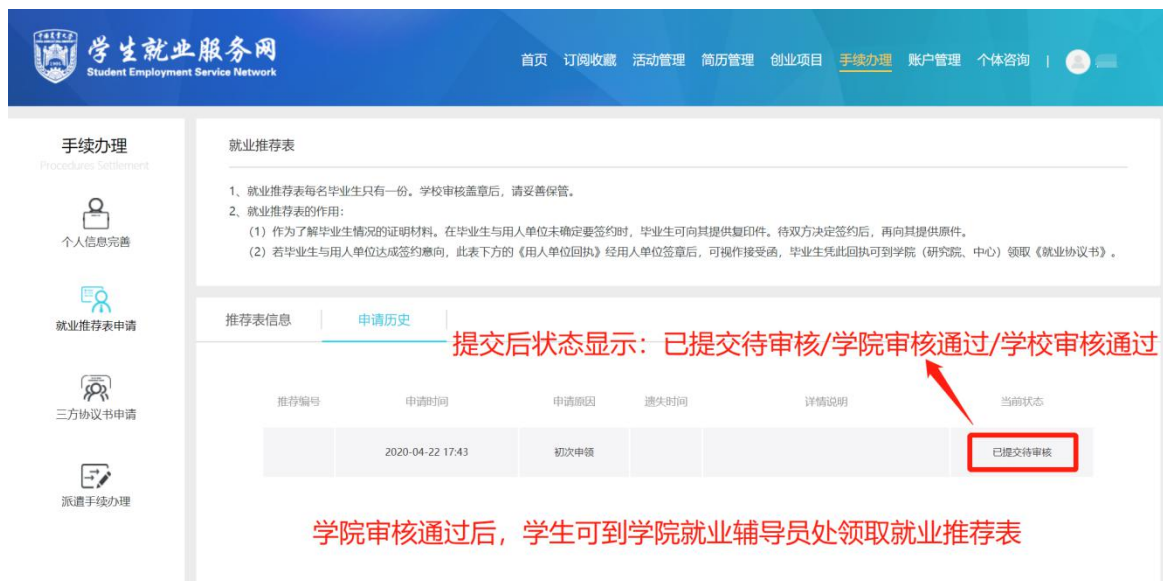 中国农业大学
学生就业服务网
Student Employment Service Network
首页 订阅收藏 活动管理 简历管理 创业项目 手续办理 账户管理 个体咨询 |
手续办理
Procedures Settlement
个人信息完善
就业推荐表申请
三方协议书申请
派遣手续办理
就业推荐表
1、就业推荐表每名毕业生只有一份。学校审核盖章后，请妥善保管。
2、就业推荐表的作用：
（1）作为了解毕业生情况的证明材料。在毕业生与用人单位未确定要签约时，毕业生可向其提供复印件。待双方决定签约后，再向其提供原件。
（2）若毕业生与用人单位达成签约意向，此表下方的《用人单位回执》经用人单位签章后，可视作接受函，毕业生凭此回执可到学院（研究院、中心）领取《就业协议书》。
推荐表信息 申请历史
提交后状态显示：已提交待审核/学院审核通过/学校审核通过
推荐编号 申请时间 申请原因 遗失时间 详情说明 当前状态
2020-04-22 17:43 初次申领 已提交待审核
学院审核通过后，学生可到学院就业辅导员处领取就业推荐表